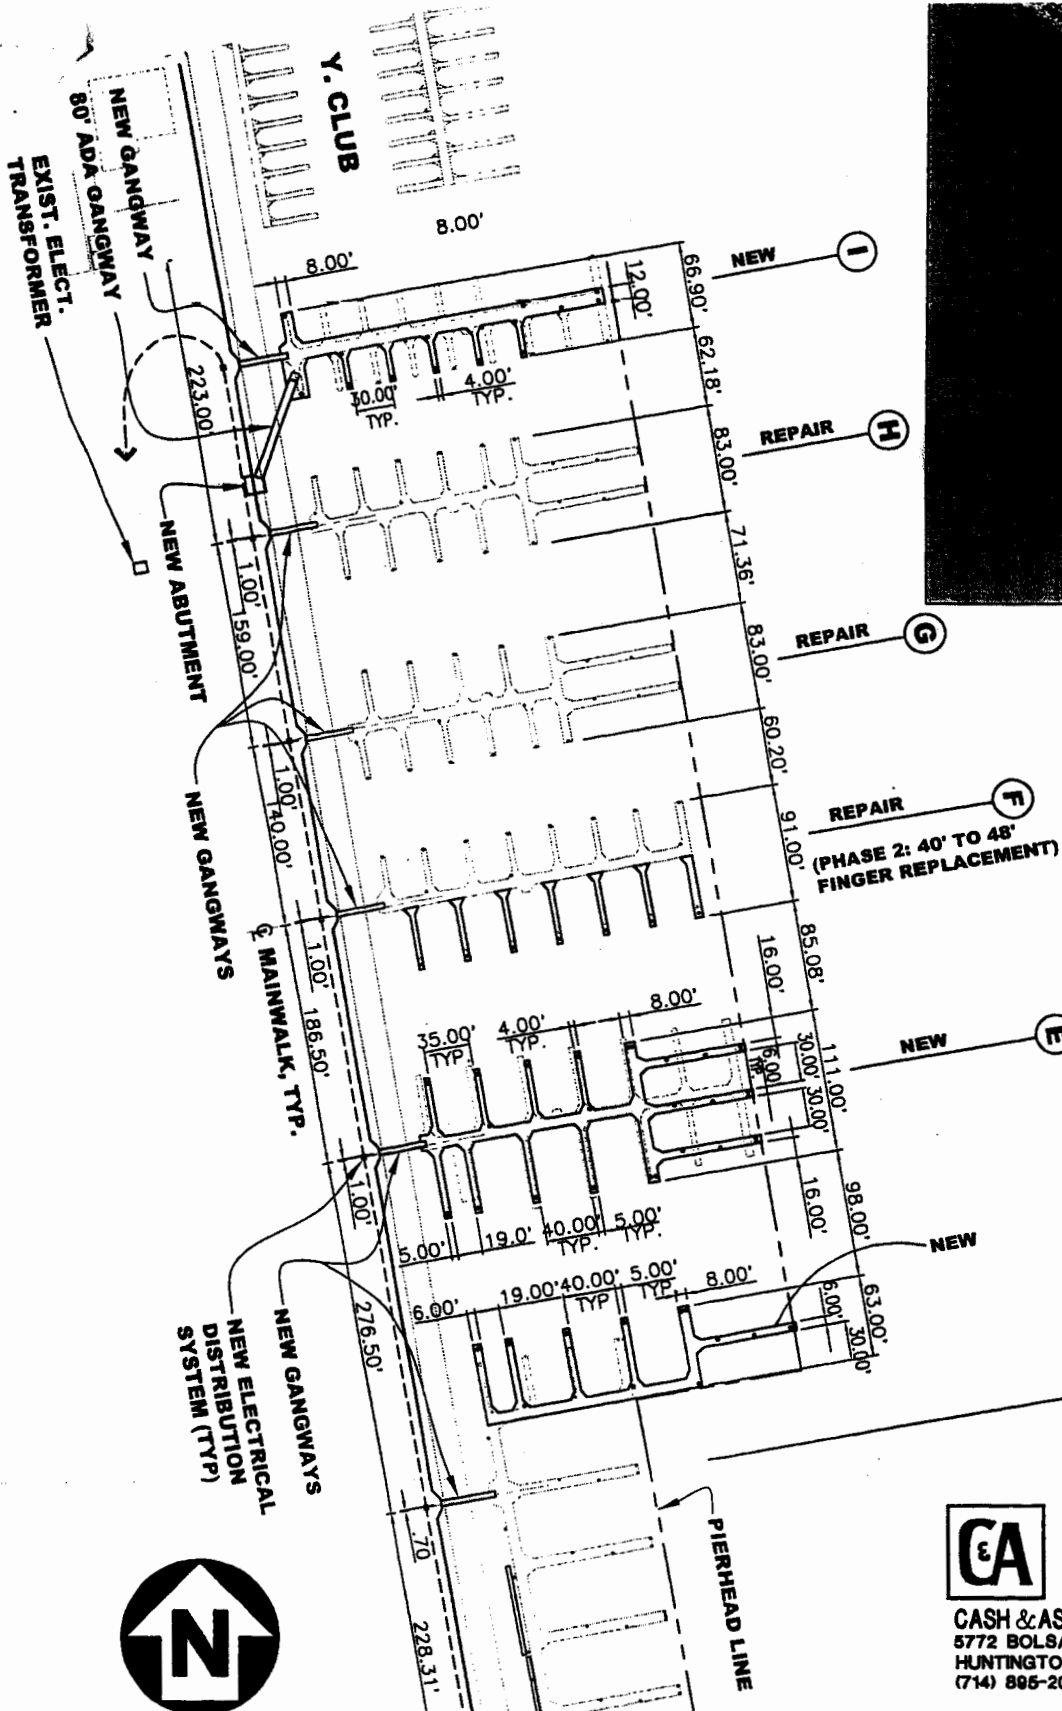 Y. CLUB
NEW GANGWAY
80' ADA GANGWAY
EXIST. ELECT.
TRANSFORMER
8.00'
8.00'
12.00'
66.90'
NEW
I
62.18'
30.00'
TYP.
4.00'
TYP.
223.00'
83.00'
REPAIR
H
71.36'
NEW ABUTMENT
1.00'
159.00'
83.00'
REPAIR
G
60.20'
1.00'
140.00'
NEW GANGWAYS
91.00'
REPAIR
F
(PHASE 2: 40' TO 48'
FINGER REPLACEMENT)
85.08'
1.00'
℄ MAINWALK, TYP.
186.50'
16.00'
8.00'
4.00'
TYP.
35.00'
TYP.
6.00'
TYP.
30.00'
111.00'
NEW
E
30.00'
16.00'
98.00'
1.00'
5.00'
19.0'
40.00'
TYP.
5.00'
TYP.
NEW
6.00'
19.00'
40.00'
TYP
5.00'
TYP
8.00'
6.00'
63.00'
30.00'
276.50'
NEW GANGWAYS
NEW ELECTRICAL
DISTRIBUTION
SYSTEM (TYP)
.70
228.31'
PIERHEAD LINE
N
C&A
CASH & AS
5772 BOLSA
HUNTINGTO
(714) 895-20